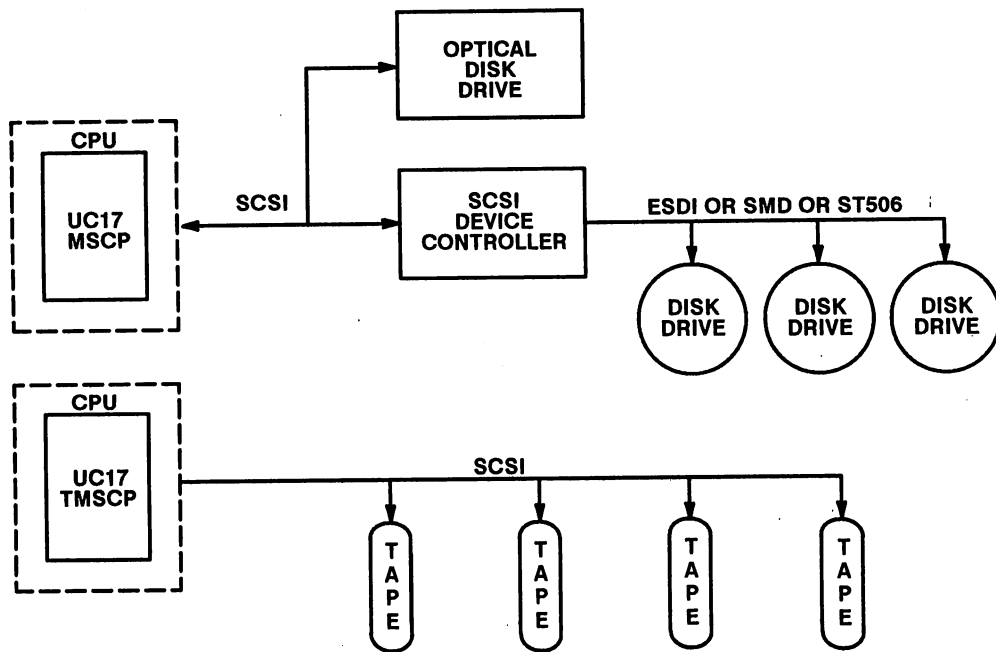 OPTICAL
DISK
DRIVE
CPU
UC17
MSCP
SCSI
SCSI
DEVICE
CONTROLLER
ESDI OR SMD OR ST506
DISK
DRIVE
DISK
DRIVE
DISK
DRIVE
CPU
UC17
TMSCP
SCSI
T
A
P
E
T
A
P
E
T
A
P
E
T
A
P
E